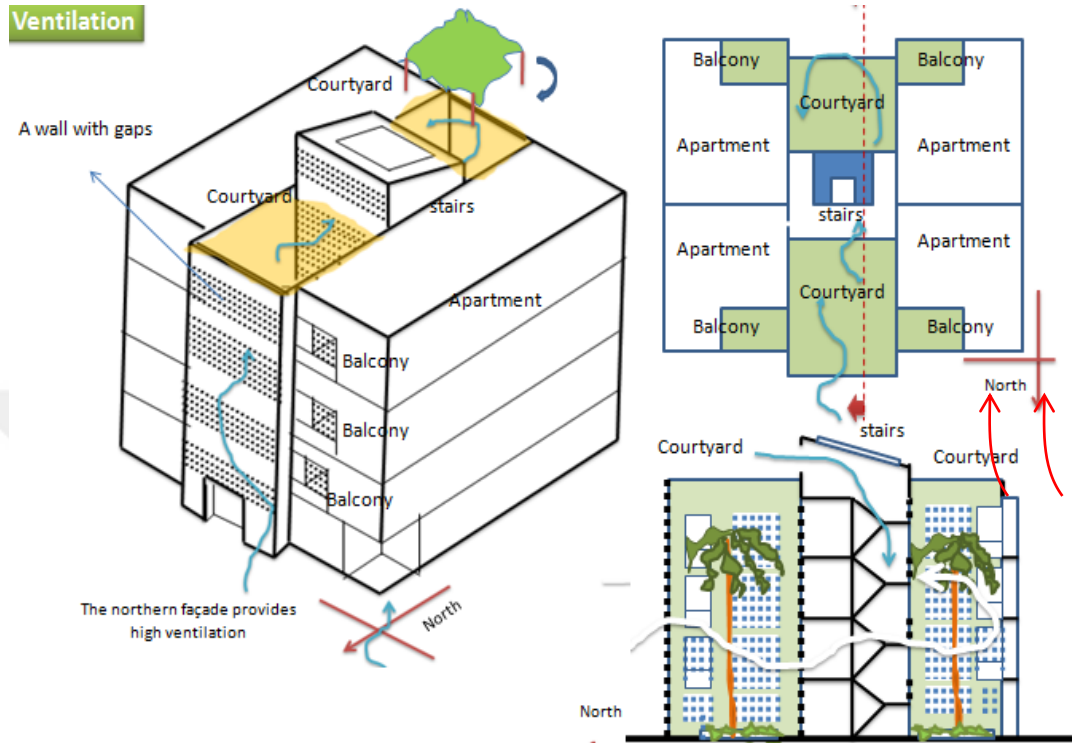 Ventilation
Courtyard
A wall with gaps
Courtyard
stairs
Apartment
Balcony
Balcony
Balcony
The northern façade provides
high ventilation
North
Balcony
Balcony
Courtyard
Apartment
Apartment
stairs
Apartment
Apartment
Courtyard
Balcony
Balcony
North
stairs
Courtyard
Courtyard
North